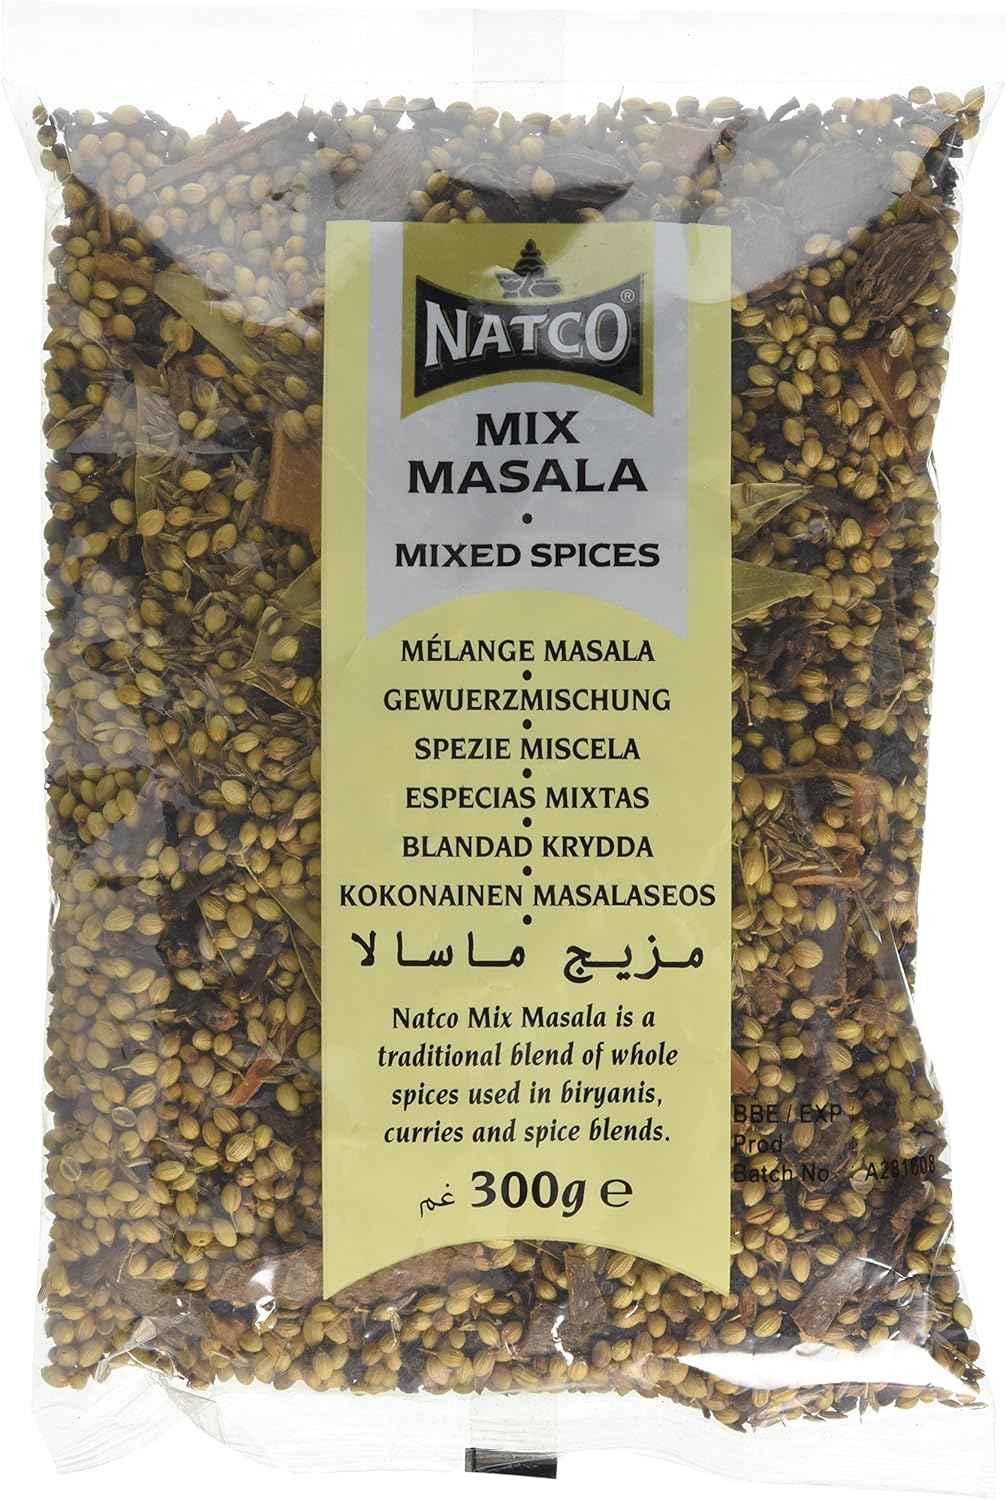 NATCO®
MIX
MASALA
•
MIXED SPICES
MÉLANGE MASALA
•
GEWUERZMISCHUNG
•
SPEZIE MISCELA
•
ESPECIAS MIXTAS
•
BLANDAD KRYDDA
•
KOKONAINEN MASALASEOS
•
مزيج ماسالا
Natco Mix Masala is a
traditional blend of whole
spices used in biryanis,
curries and spice blends.
غم 300g e
BBE / EXP
Prod :
Batch No : A281608